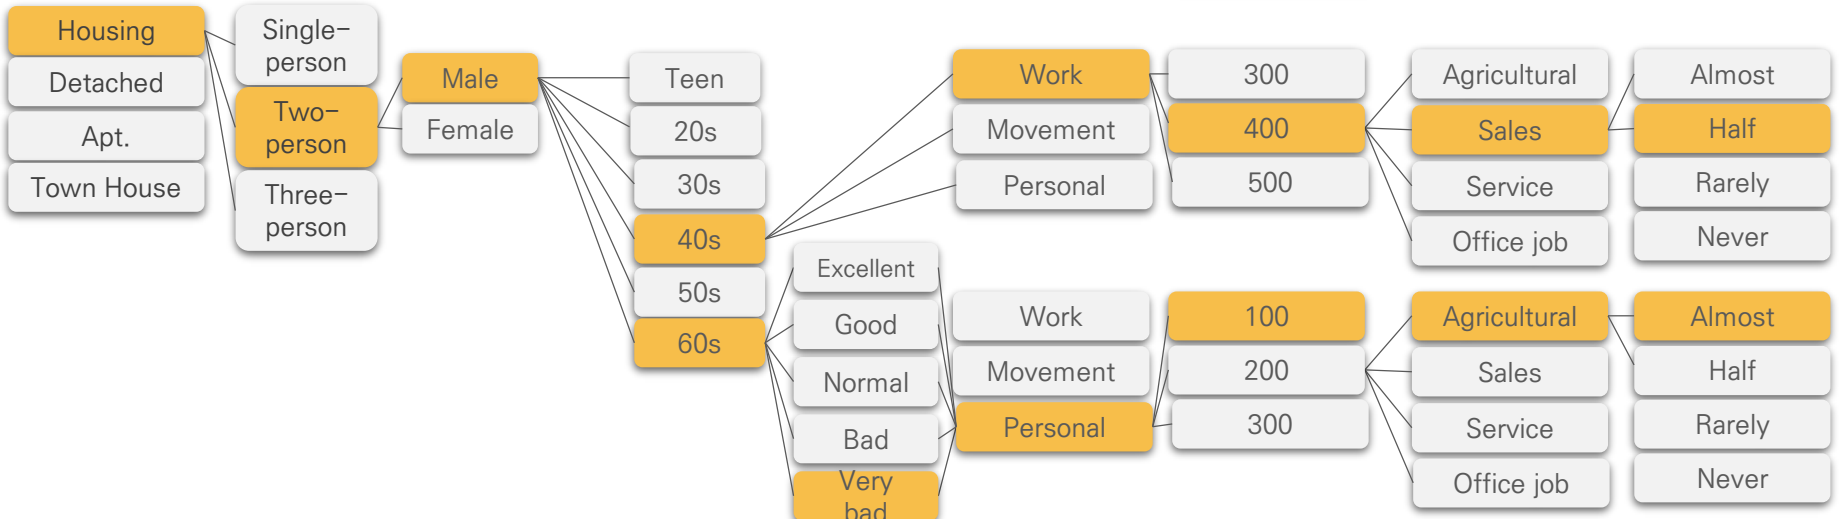 Housing
Detached
Apt.
Town House
Single-
person
Two-
person
Three-
person
Male
Female
Teen
20s
30s
40s
50s
60s
Excellent
Good
Normal
Bad
Very
bad
Work
Movement
Personal
300
400
500
Agricultural
Sales
Service
Office job
Almost
Half
Rarely
Never
Work
Movement
Personal
100
200
300
Agricultural
Sales
Service
Office job
Almost
Half
Rarely
Never